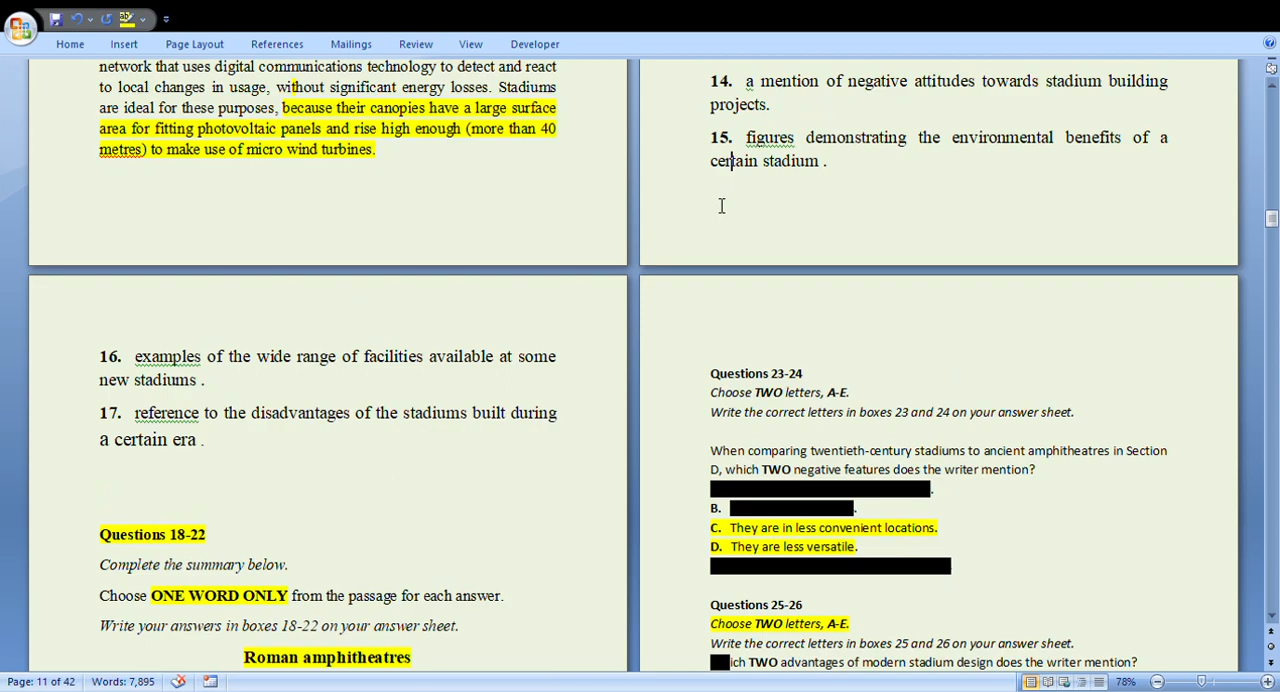 Home Insert Page Layout References Mailings Review View Developer
network that uses digital communications technology to detect and react
to local changes in usage, without significant energy losses. Stadiums
are ideal for these purposes, because their canopies have a large surface
area for fitting photovoltaic panels and rise high enough (more than 40
metres) to make use of micro wind turbines.
14. a mention of negative attitudes towards stadium building
projects.
15. figures demonstrating the environmental benefits of a
certain stadium .
16. examples of the wide range of facilities available at some
new stadiums .
17. reference to the disadvantages of the stadiums built during
a certain era .
Questions 18-22
Complete the summary below.
Choose ONE WORD ONLY from the passage for each answer.
Write your answers in boxes 18-22 on your answer sheet.
Roman amphitheatres
Questions 23-24
Choose TWO letters, A-E.
Write the correct letters in boxes 23 and 24 on your answer sheet.
When comparing twentieth-century stadiums to ancient amphitheatres in Section
D, which TWO negative features does the writer mention?
.
B. .
C. They are in less convenient locations.
D. They are less versatile.
Questions 25-26
Choose TWO letters, A-E.
Write the correct letters in boxes 25 and 26 on your answer sheet.
ich TWO advantages of modern stadium design does the writer mention?
Page: 11 of 42 Words: 7,895 78%